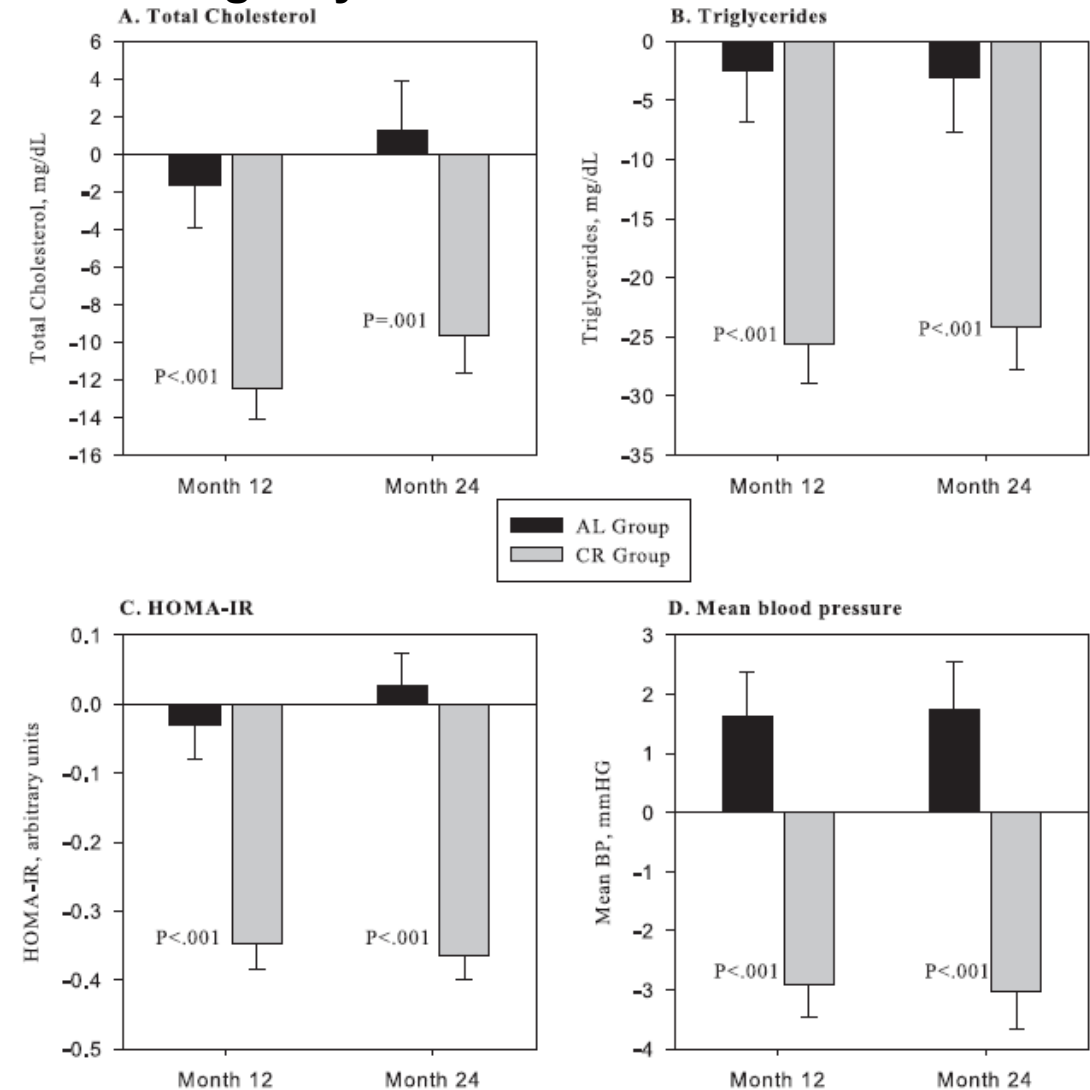 A. Total Cholesterol
6
4
2
0
-2
-4
-6
-8
-10
-12
-14
-16
Total Cholesterol, mg/dL
P<.001
P=.001
Month 12
Month 24
B. Triglycerides
0
-5
-10
-15
-20
-25
-30
-35
Triglycerides, mg/dL
P<.001
P<.001
Month 12
Month 24
AL Group
CR Group
C. HOMA-IR
0.1
0.0
-0.1
-0.2
-0.3
-0.4
-0.5
HOMA-IR, arbitrary units
P<.001
P<.001
Month 12
Month 24
D. Mean blood pressure
3
2
1
0
-1
-2
-3
-4
Mean BP, mmHG
P<.001
P<.001
Month 12
Month 24